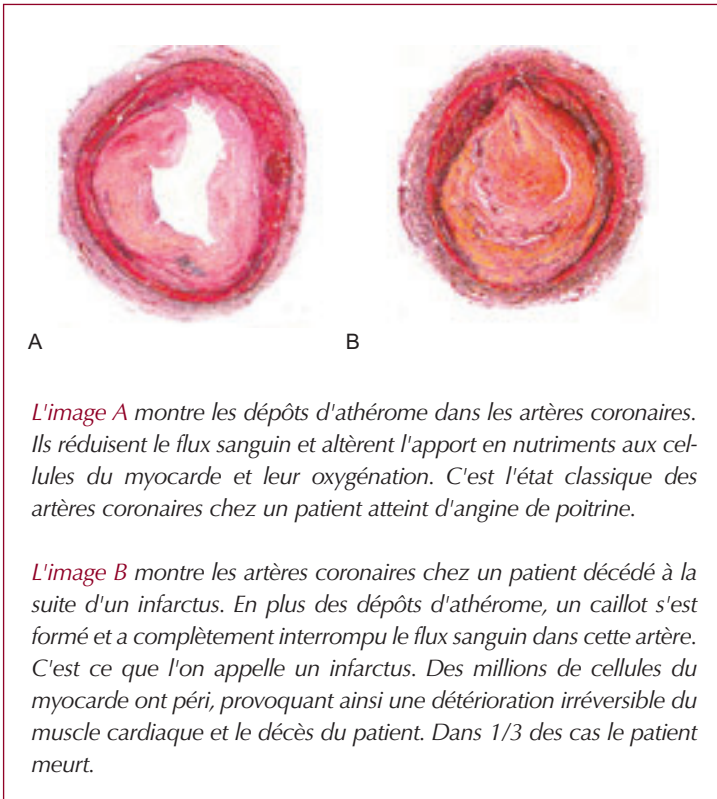 A
B
L'image A montre les dépôts d'athérome dans les artères coronaires.
Ils réduisent le flux sanguin et altèrent l'apport en nutriments aux cel-
lules du myocarde et leur oxygénation. C'est l'état classique des
artères coronaires chez un patient atteint d'angine de poitrine.
L'image B montre les artères coronaires chez un patient décédé à la
suite d'un infarctus. En plus des dépôts d'athérome, un caillot s'est
formé et a complètement interrompu le flux sanguin dans cette artère.
C'est ce que l'on appelle un infarctus. Des millions de cellules du
myocarde ont péri, provoquant ainsi une détérioration irréversible du
muscle cardiaque et le décès du patient. Dans 1/3 des cas le patient
meurt.